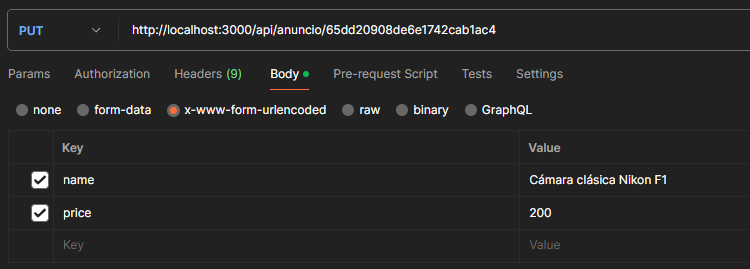 PUT http://localhost:3000/api/anuncio/65dd20908de6e1742cab1ac4
Params Authorization Headers (9) Body Pre-request Script Tests Settings
none form-data x-www-form-urlencoded raw binary GraphQL
Key Value
name Cámara clásica Nikon F1
price 200
Key Value